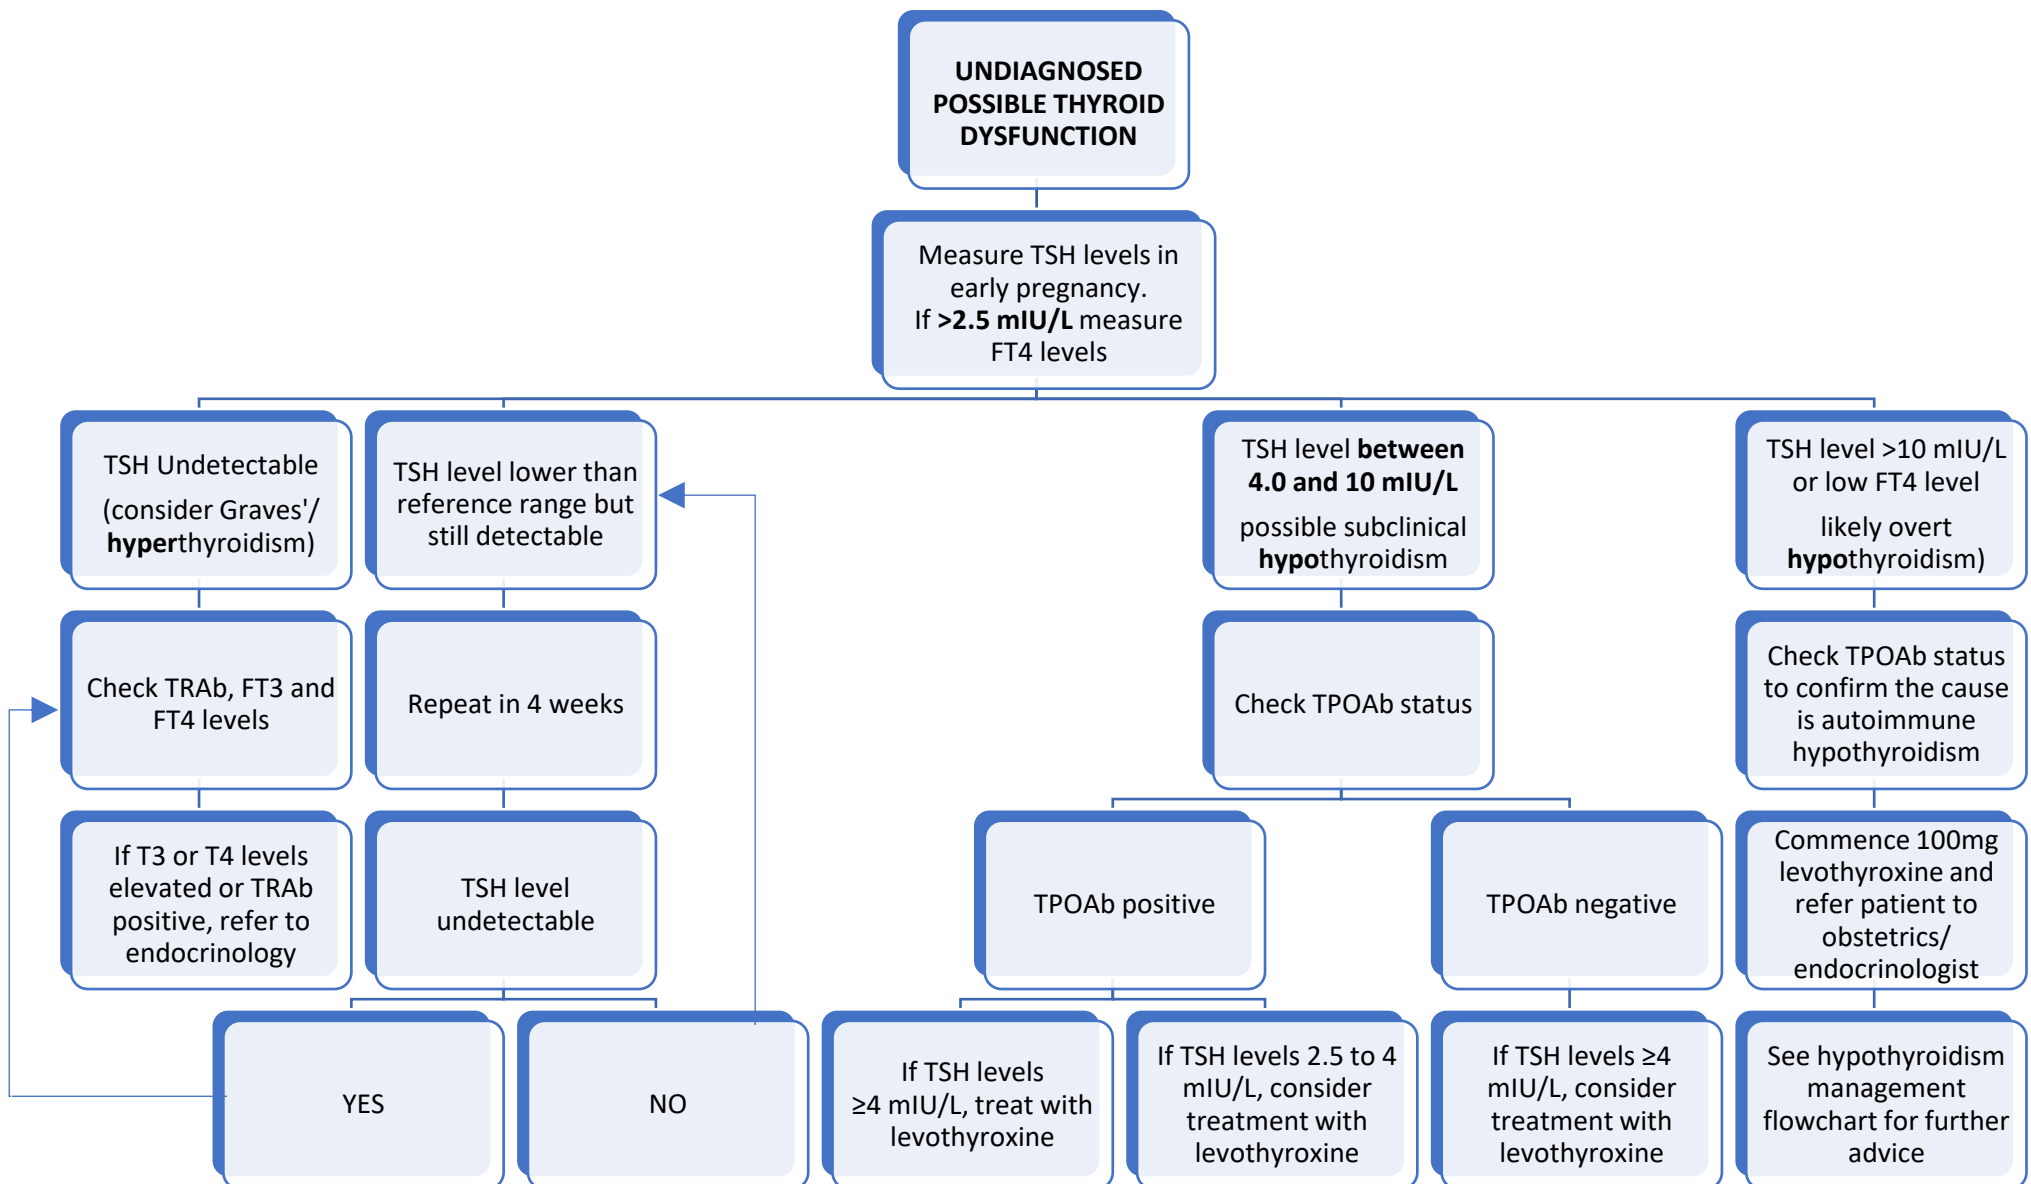 UNDIAGNOSED
POSSIBLE THYROID
DYSFUNCTION
Measure TSH levels in
early pregnancy.
If >2.5 mIU/L measure
FT4 levels
TSH Undetectable
(consider Graves'/
hyperthyroidism)
TSH level lower than
reference range but
still detectable
TSH level between
4.0 and 10 mIU/L
possible subclinical
hypothyroidism
TSH level >10 mIU/L
or low FT4 level
likely overt
hypothyroidism)
Check TRAb, FT3 and
FT4 levels
Repeat in 4 weeks
Check TPOAb status
Check TPOAb status
to confirm the cause
is autoimmune
hypothyroidism
If T3 or T4 levels
elevated or TRAb
positive, refer to
endocrinology
TSH level
undetectable
TPOAb positive
TPOAb negative
Commence 100mg
levothyroxine and
refer patient to
obstetrics/
endocrinologist
YES
NO
If TSH levels
≥4 mIU/L, treat with
levothyroxine
If TSH levels 2.5 to 4
mIU/L, consider
treatment with
levothyroxine
If TSH levels ≥4
mIU/L, consider
treatment with
levothyroxine
See hypothyroidism
management
flowchart for further
advice